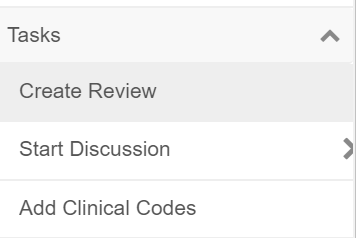 Tasks
Create Review
Start Discussion
Add Clinical Codes